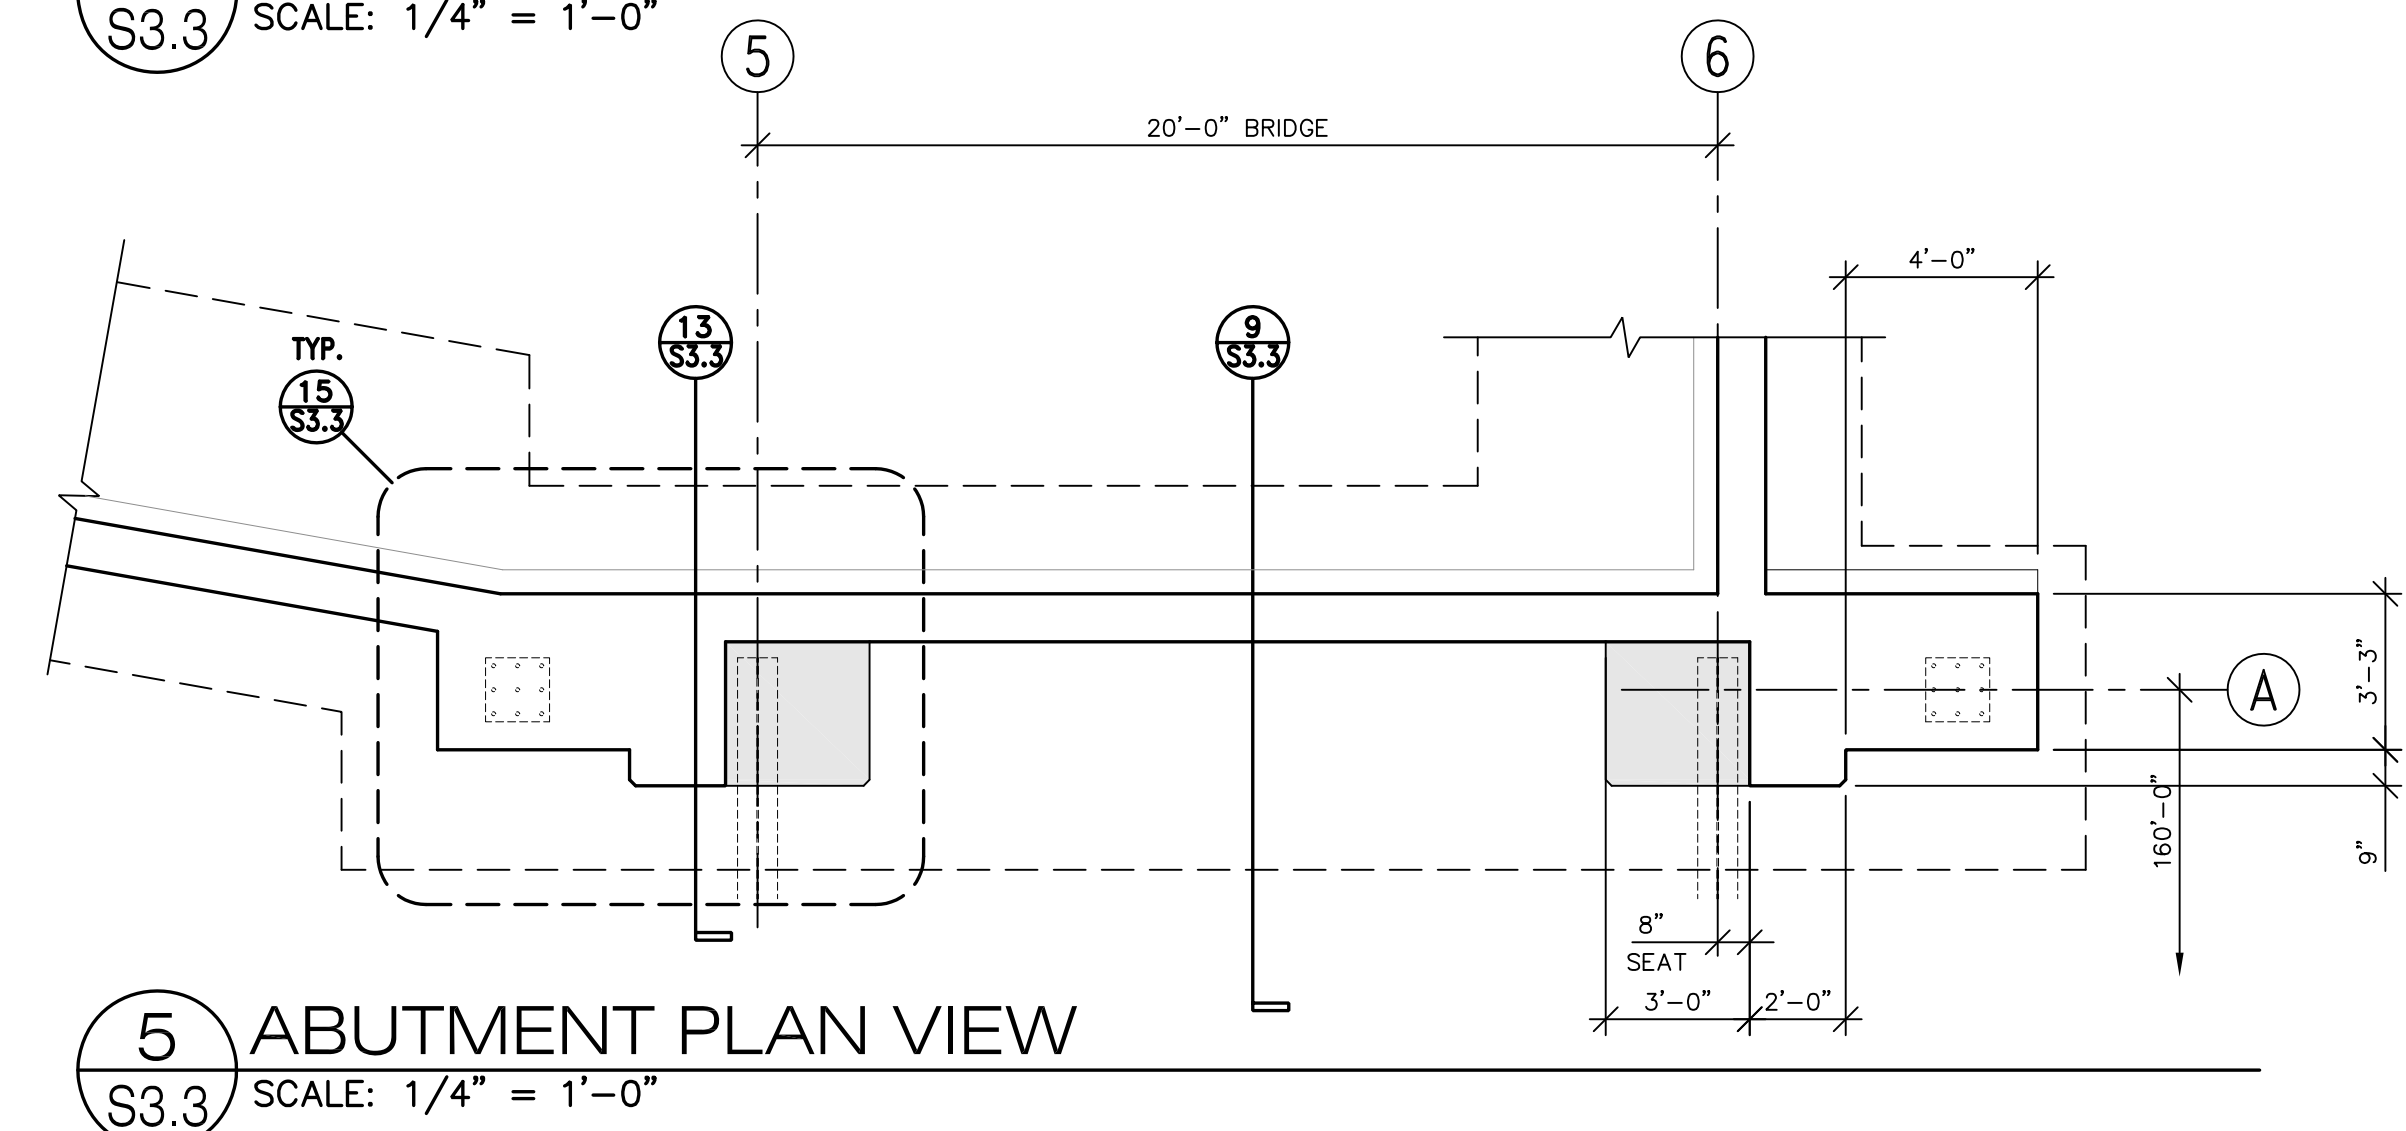 S3.3
SCALE: 1/4" = 1'-0"
5
6
20'-0" BRIDGE
4'-0"
13
S3.3
9
S3.3
TYP.
15
S3.3
3'-3"
A
160'-0"
9"
8"
SEAT
3'-0"
2'-0"
5
S3.3
ABUTMENT PLAN VIEW
SCALE: 1/4" = 1'-0"